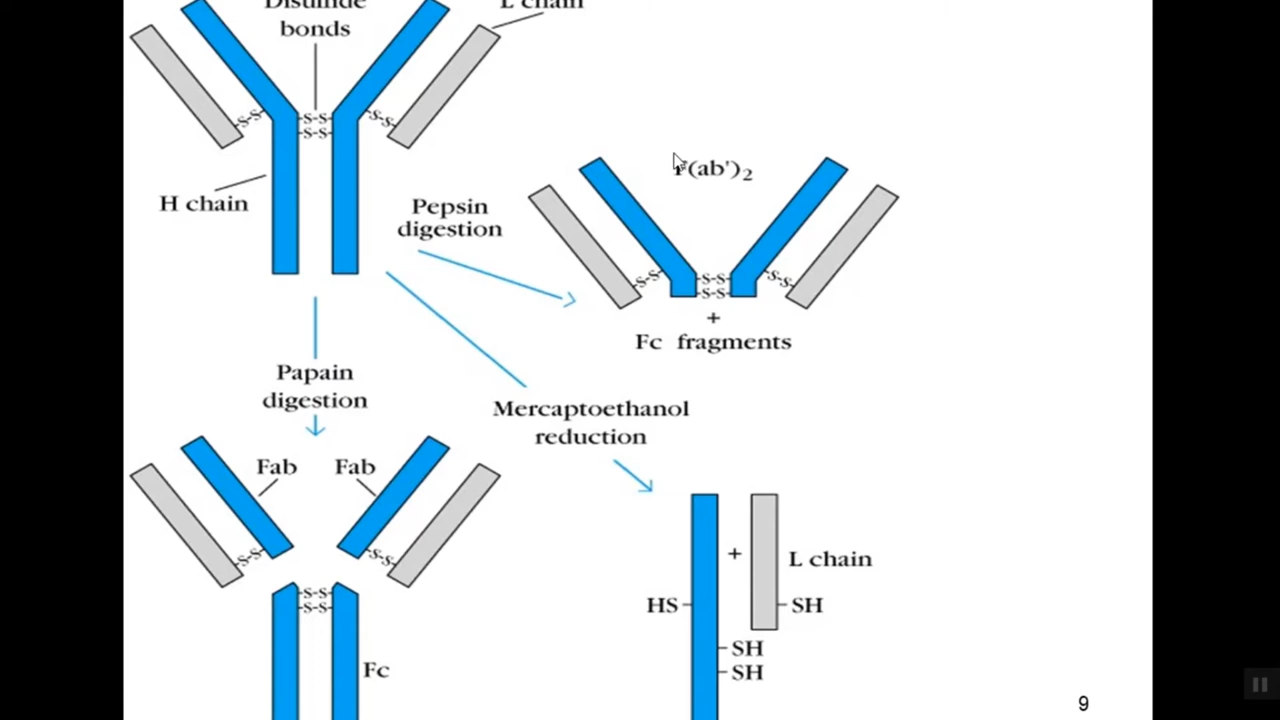 bonds
L chain
-S-S-
-S-S-
-S-S-
-S-S-
H chain
Pepsin
digestion
F(ab')2
-S-S-
-S-S-
-S-S-
-S-S-
+
Fc fragments
Papain
digestion
Mercaptoethanol
reduction
Fab
Fab
-S-S-
-S-S-
-S-S-
-S-S-
Fc
+
L chain
HS
SH
SH
SH
9